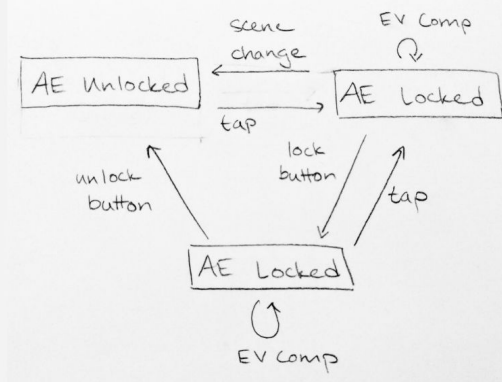 EV Comp
scene
change
AE Unlocked
AE Locked
tap
lock
button
unlock
button
tap
AE Locked
EV Comp